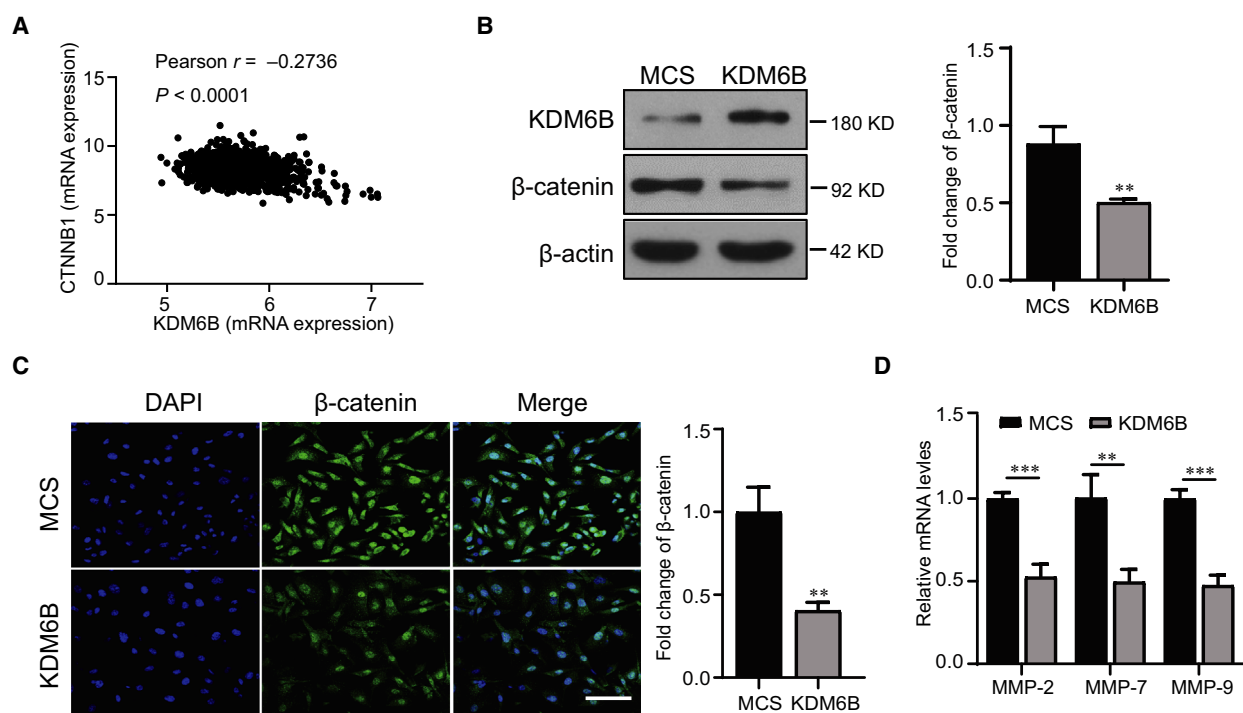 A
Pearson r = –0.2736
P < 0.0001
CTNNB1 (mRNA expression)
15
10
5
0
5 6 7
KDM6B (mRNA expression)
B
MCS KDM6B
KDM6B
180 KD
β-catenin
92 KD
β-actin
42 KD
Fold change of β-catenin
1.5
1.0
0.5
0.0
**
MCS KDM6B
C
DAPI β-catenin Merge
MCS
KDM6B
Fold change of β-catenin
1.5
1.0
0.5
0.0
**
MCS KDM6B
D
Relative mRNA levles
1.5
1.0
0.5
0.0
MCS KDM6B
*** ** ***
MMP-2 MMP-7 MMP-9